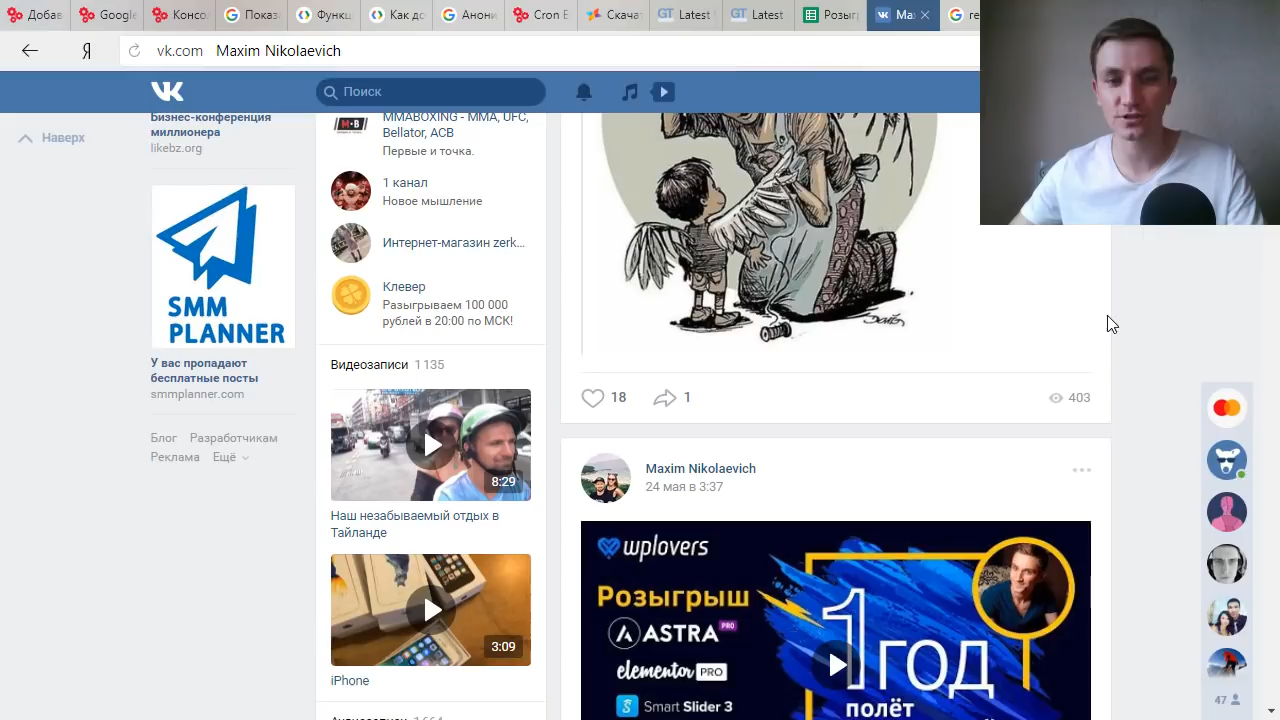 Добав
Google
Консо
Показ
Функц
Как до
Анони
Cron E
Скачат
Latest
Latest
Розыг
Ma
re
vk.com Maxim Nikolaevich
Поиск
Наверх
Бизнес-конференция
миллионера
likebz.org
SMM
PLANNER
У вас пропадают
бесплатные посты
smmplanner.com
Блог Разработчикам
Реклама Ещё
MMABOXING - MMA, UFC,
Bellator, ACB
Первые и точка.
1 канал
Новое мышление
Интернет-магазин zerk...
Клевер
Разыгрываем 100 000
рублей в 20:00 по МСК!
Видеозаписи 1 135
8:29
Наш незабываемый отдых в
Тайланде
3:09
iPhone
18
1
403
Maxim Nikolaevich
24 мая в 3:37
wplovers
Розыгрыш
ASTRA PRO
elementor PRO
Smart Slider 3
1 год
полёт
47